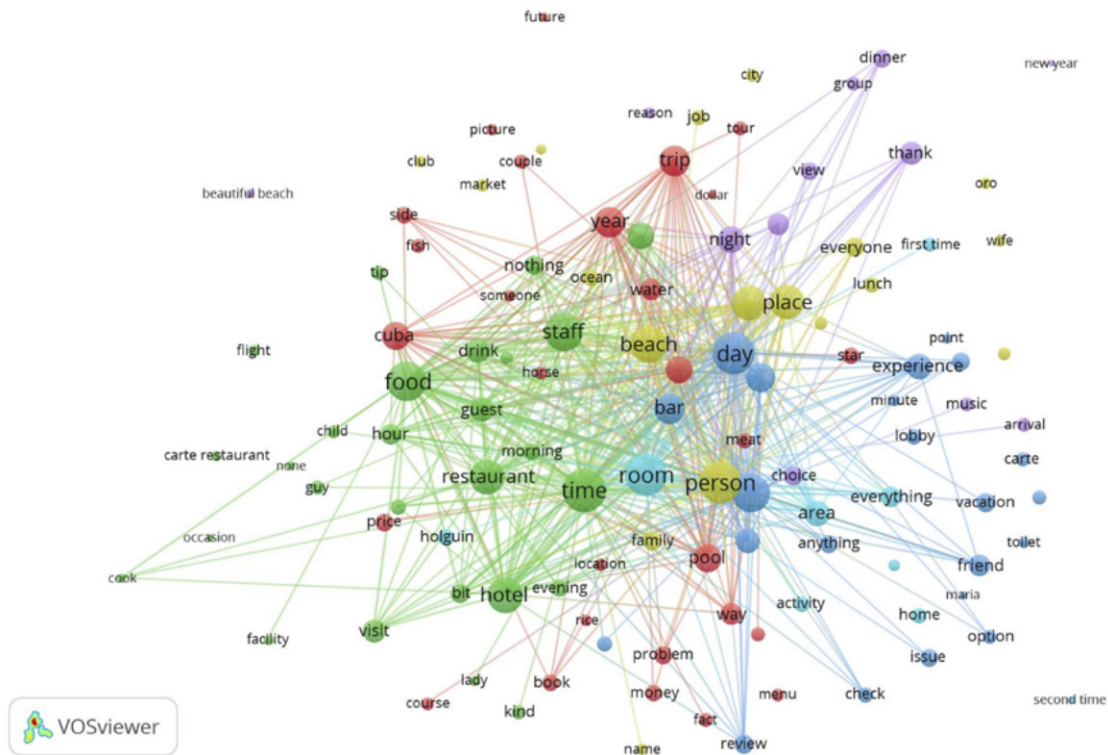 future
dinner
new year
city
group
reason
job
tour
picture
thank
club
couple
trip
view
market
dollar
oro
beautiful beach
side
year
night
everyone
first time
wife
fish
nothing
tip
ocean
lunch
someone
water
place
cuba
staff
beach
point
flight
drink
day
star
experience
food
horse
minute
music
guest
bar
child
hour
lobby
arrival
meat
carte restaurant
none
morning
carte
guy
restaurant
room
person
choice
time
everything
vacation
price
area
occasion
holguin
family
anything
toilet
cook
location
pool
friend
bit
hotel
evening
activity
maria
rice
way
home
facility
visit
option
problem
issue
lady
book
money
menu
check
second time
course
kind
fact
name
review
VOSviewer